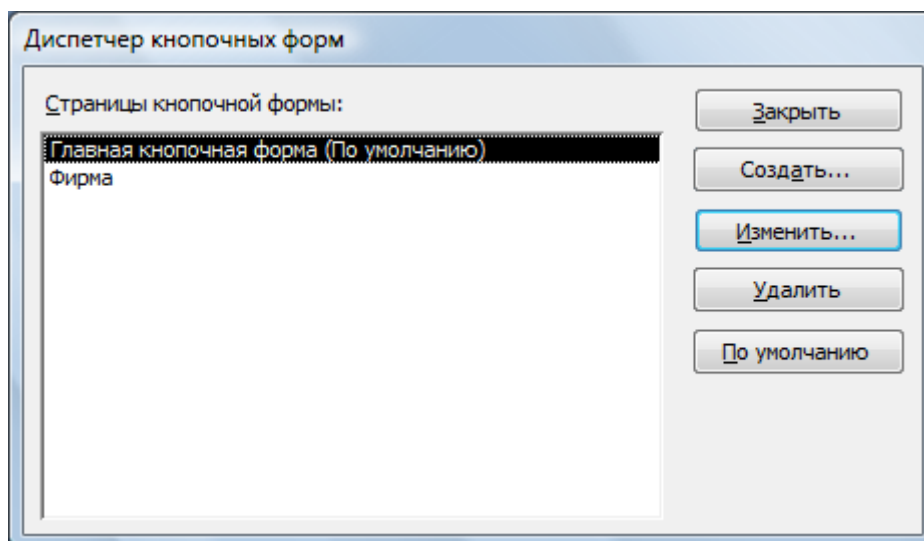 Диспетчер кнопочных форм
Страницы кнопочной формы:
Главная кнопочная форма (По умолчанию)
Фирма
Закрыть
Создать...
Изменить...
Удалить
По умолчанию